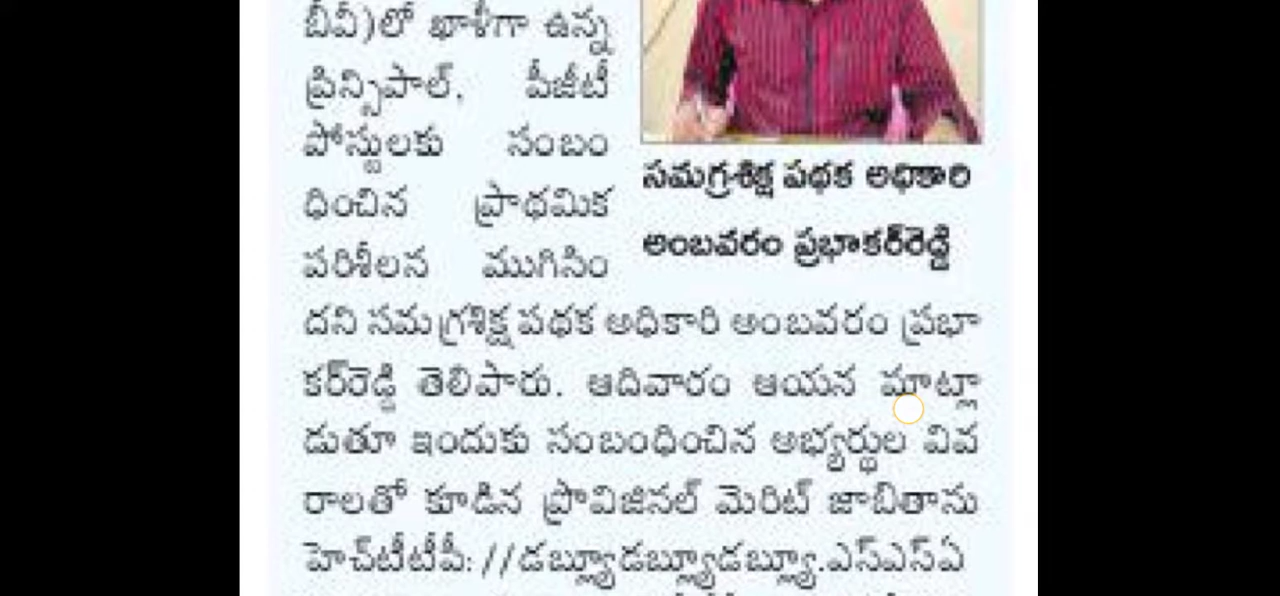 బీవీ)లో ఖాళీగా ఉన్న
ప్రిన్సిపాల్, పీజీటీ
పోస్టులకు సంబం
ధించిన ప్రాథమిక
పరిశీలన ముగిసిం
సమగ్రశిక్ష పథక అధికారి
అంబవరం ప్రభాకర్‌రెడ్డి
దని సమగ్రశిక్ష పథక అధికారి అంబవరం ప్రభా
కర్‌రెడ్డి తెలిపారు. ఆదివారం ఆయన మాట్లా
డుతూ ఇందుకు సంబంధించిన అభ్యర్థుల వివ
రాలతో కూడిన ప్రొవిజినల్ మెరిట్ జాబితాను
హెచ్‌టీటీపీ://డబ్ల్యూడబ్ల్యూడబ్ల్యూ.ఎస్ఎస్ఏ